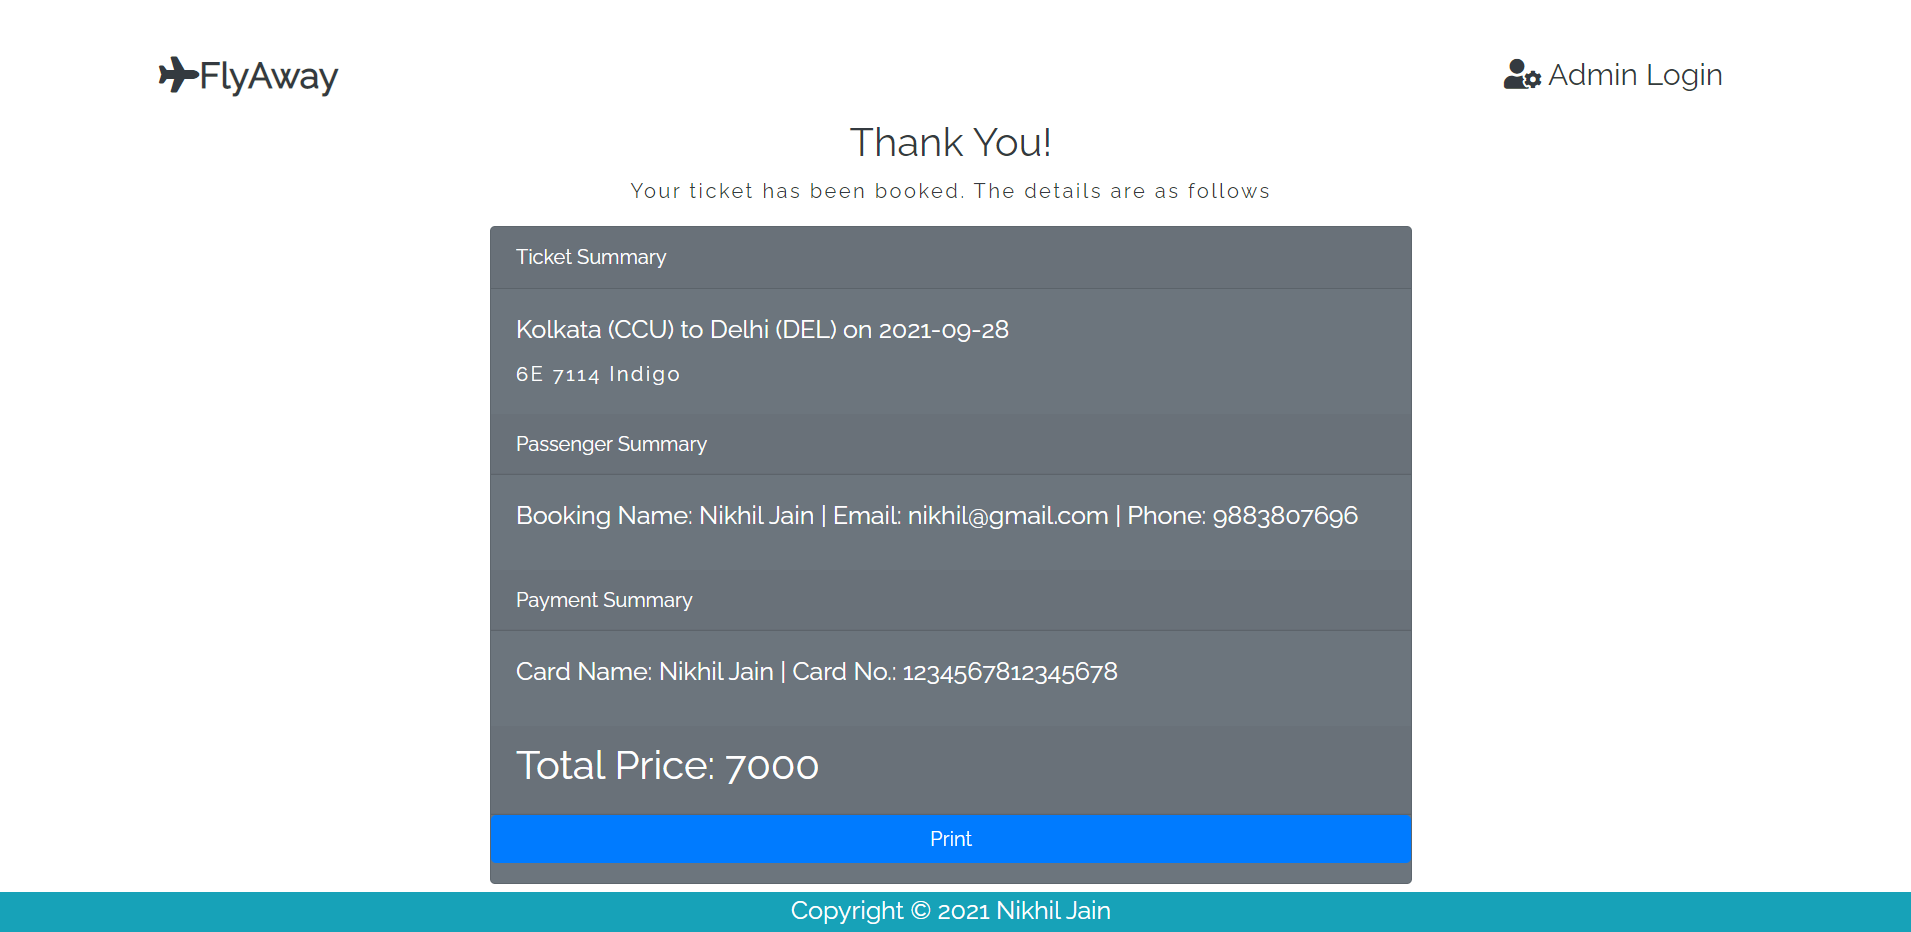 FlyAway
Admin Login
Thank You!
Your ticket has been booked. The details are as follows
Ticket Summary
Kolkata (CCU) to Delhi (DEL) on 2021-09-28
6E 7114 Indigo
Passenger Summary
Booking Name: Nikhil Jain | Email: nikhil@gmail.com | Phone: 9883807696
Payment Summary
Card Name: Nikhil Jain | Card No.: 1234567812345678
Total Price: 7000
Print
Copyright © 2021 Nikhil Jain